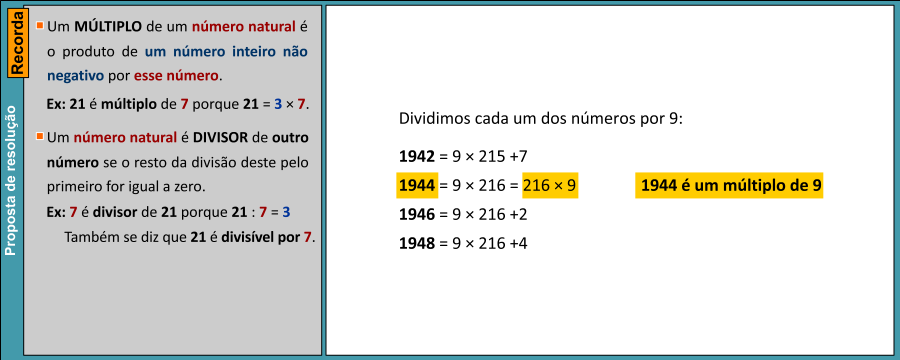 Recorda
Proposta de resolução
Um MÚLTIPLO de um número natural é
o produto de um número inteiro não
negativo por esse número.
Ex: 21 é múltiplo de 7 porque 21 = 3 × 7.
Um número natural é DIVISOR de outro
número se o resto da divisão deste pelo
primeiro for igual a zero.
Ex: 7 é divisor de 21 porque 21 : 7 = 3
Também se diz que 21 é divisível por 7.
Dividimos cada um dos números por 9:
1942 = 9 × 215 +7
1944 = 9 × 216 = 216 × 9 1944 é um múltiplo de 9
1946 = 9 × 216 +2
1948 = 9 × 216 +4